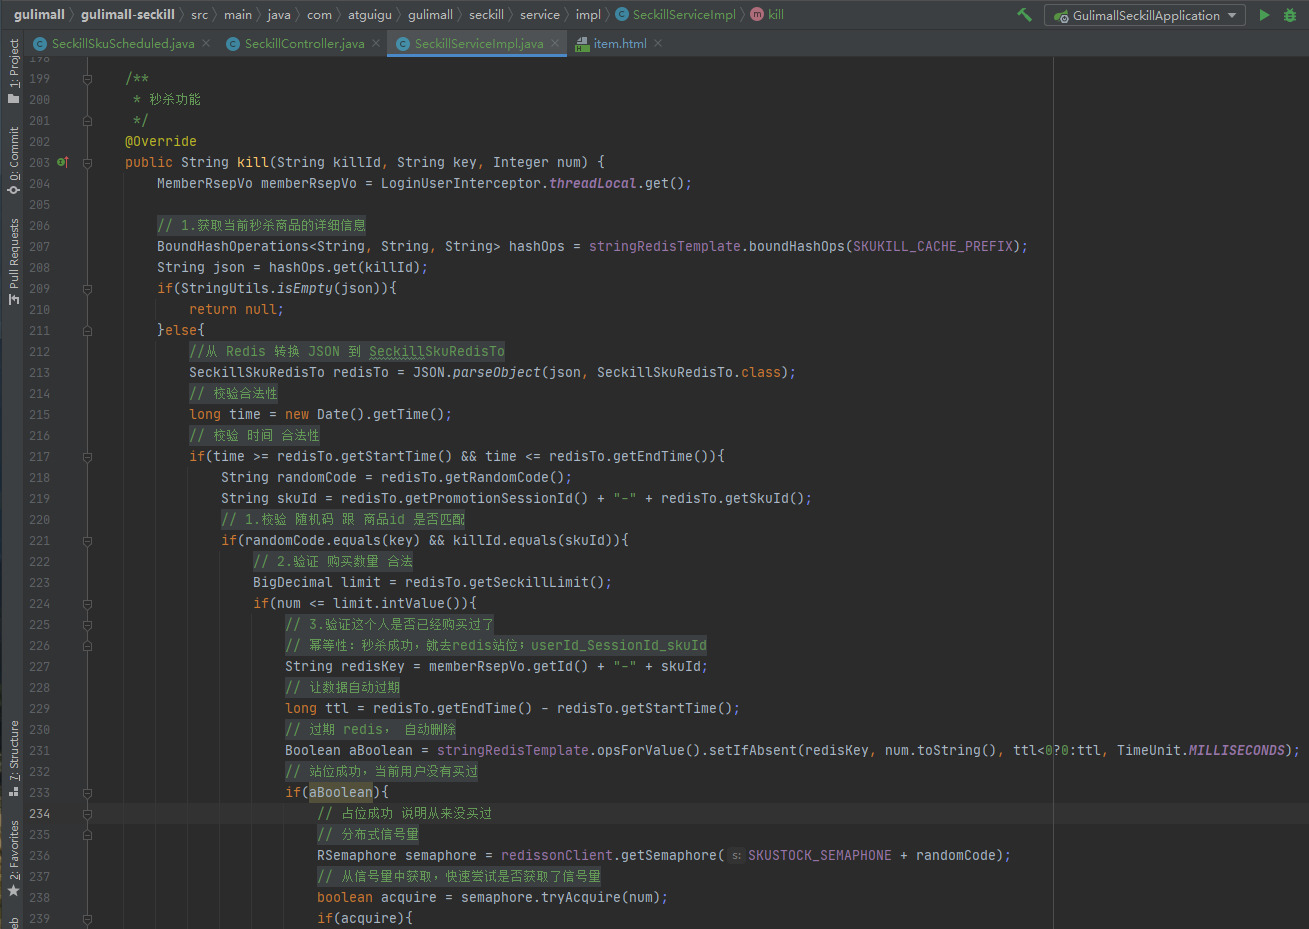 gulimall gulimall-seckill src main java com atguigu gulimall seckill service impl SeckillServiceImpl kill GulimallSeckillApplication
SeckillSkuScheduled.java SeckillController.java SeckillServiceImpl.java item.html
1: Project
0: Commit
Pull Requests
7: Structure
2: Favorites
198
199 /**
200 * 秒杀功能
201 */
202 @Override
203 public String kill(String killId, String key, Integer num) {
204 MemberRsepVo memberRsepVo = LoginUserInterceptor.threadLocal.get();
205
206 // 1.获取当前秒杀商品的详细信息
207 BoundHashOperations<String, String, String> hashOps = stringRedisTemplate.boundHashOps(SKUKILL_CACHE_PREFIX);
208 String json = hashOps.get(killId);
209 if(StringUtils.isEmpty(json)){
210 return null;
211 }else{
212 //从 Redis 转换 JSON 到 SeckillSkuRedisTo
213 SeckillSkuRedisTo redisTo = JSON.parseObject(json, SeckillSkuRedisTo.class);
214 // 校验合法性
215 long time = new Date().getTime();
216 // 校验 时间 合法性
217 if(time >= redisTo.getStartTime() && time <= redisTo.getEndTime()){
218 String randomCode = redisTo.getRandomCode();
219 String skuId = redisTo.getPromotionSessionId() + "-" + redisTo.getSkuId();
220 // 1.校验 随机码 跟 商品id 是否匹配
221 if(randomCode.equals(key) && killId.equals(skuId)){
222 // 2.验证 购买数量 合法
223 BigDecimal limit = redisTo.getSeckillLimit();
224 if(num <= limit.intValue()){
225 // 3.验证这个人是否已经购买过了
226 // 幂等性：秒杀成功，就去redis站位；userId_SessionId_skuId
227 String redisKey = memberRsepVo.getId() + "-" + skuId;
228 // 让数据自动过期
229 long ttl = redisTo.getEndTime() - redisTo.getStartTime();
230 // 过期 redis， 自动删除
231 Boolean aBoolean = stringRedisTemplate.opsForValue().setIfAbsent(redisKey, num.toString(), ttl<0?0:ttl, TimeUnit.MILLISECONDS);
232 // 站位成功，当前用户没有买过
233 if(aBoolean){
234 // 占位成功 说明从来没买过
235 // 分布式信号量
236 RSemaphore semaphore = redissonClient.getSemaphore( s: SKUSTOCK_SEMAPHONE + randomCode);
237 // 从信号量中获取，快速尝试是否获取了信号量
238 boolean acquire = semaphore.tryAcquire(num);
239 if(acquire){